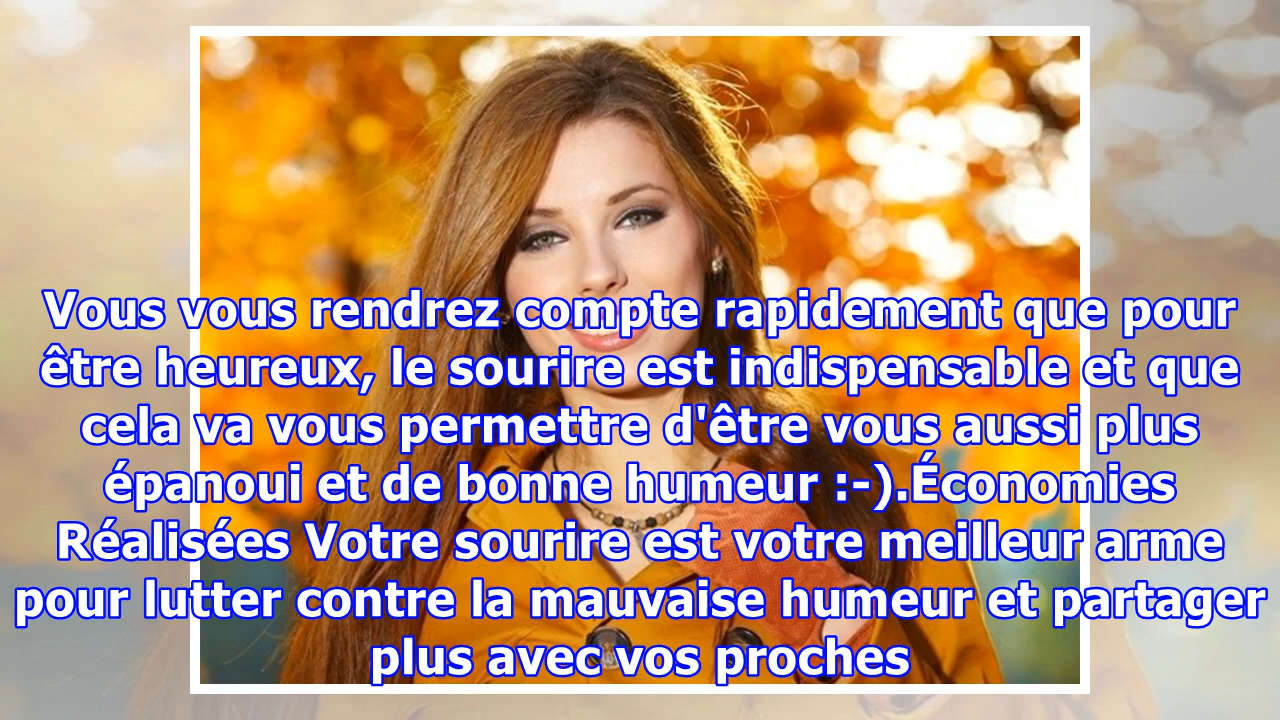 Vous vous rendrez compte rapidement que pour
être heureux, le sourire est indispensable et que
cela va vous permettre d'être vous aussi plus
épanoui et de bonne humeur :-).Économies
Réalisées Votre sourire est votre meilleur arme
pour lutter contre la mauvaise humeur et partager
plus avec vos proches